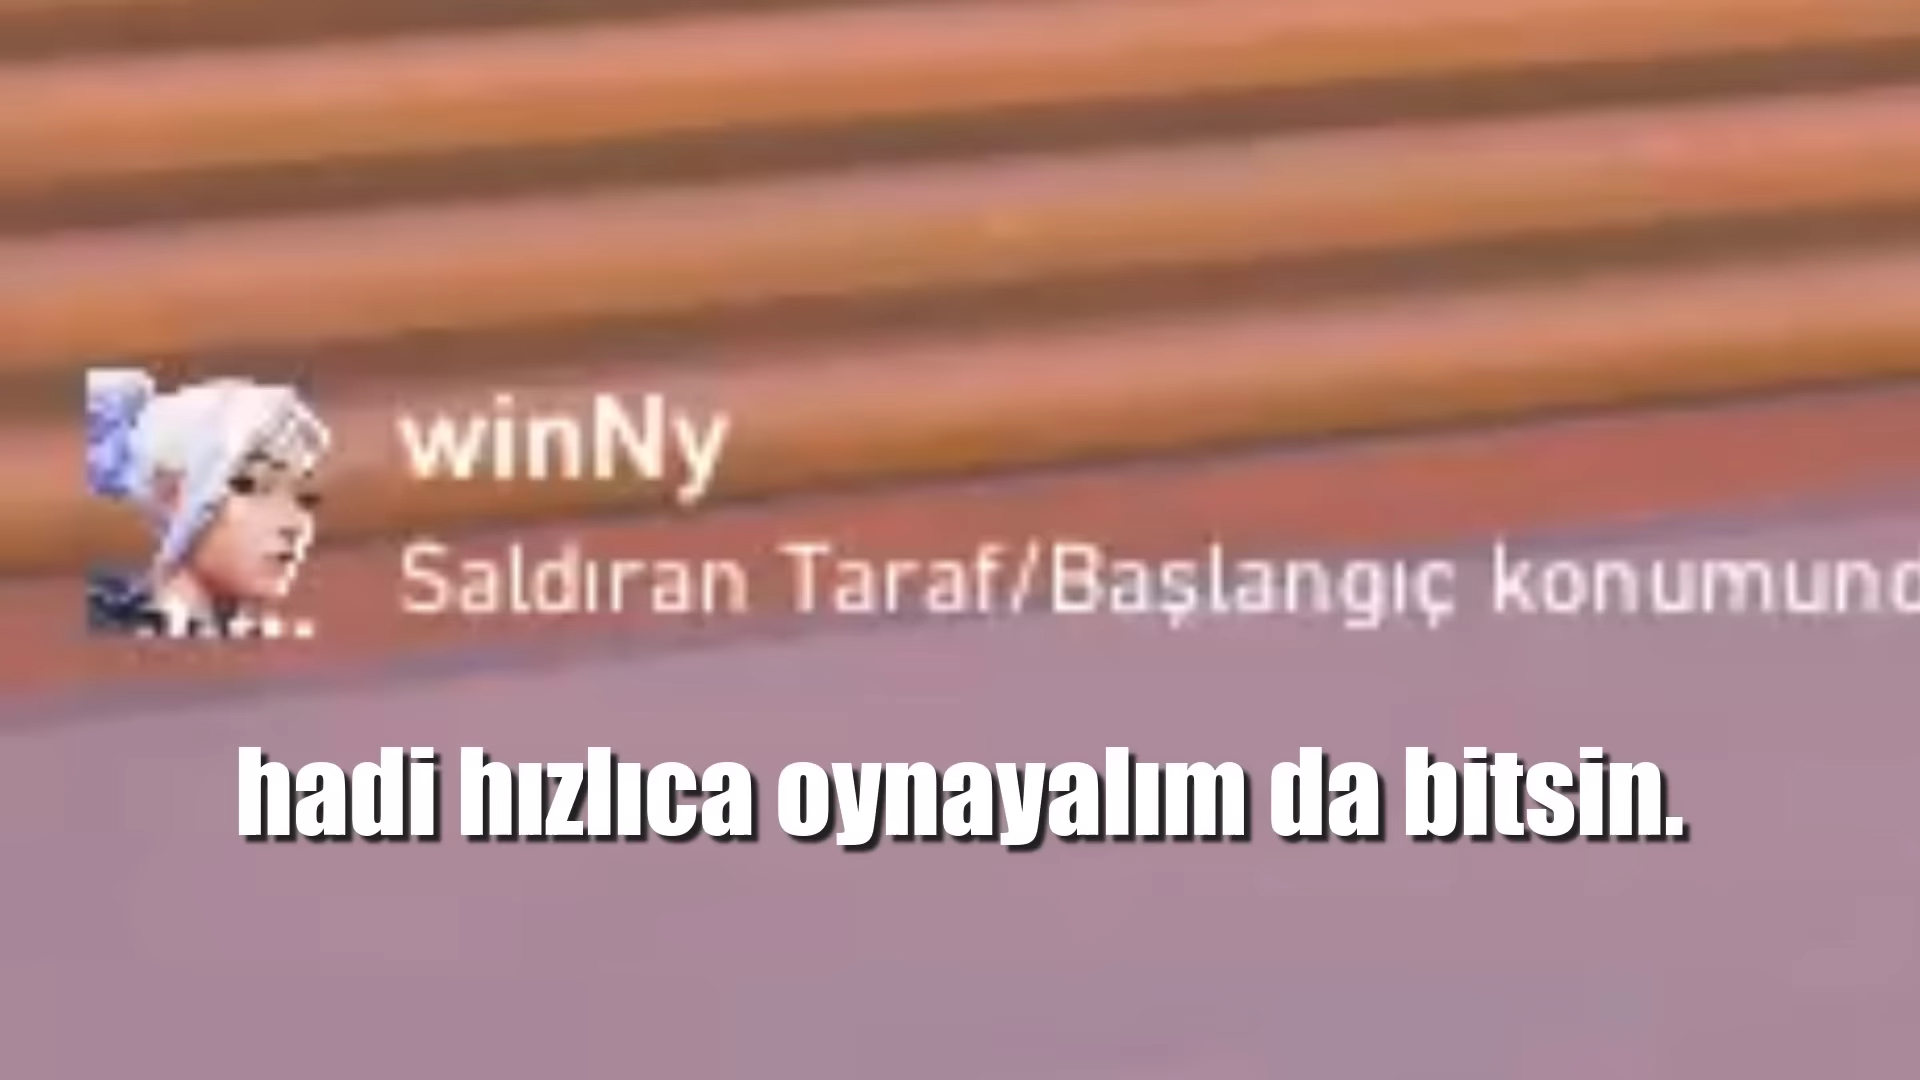 winNy
Saldıran Taraf/Başlangıç
hadi hızlıca oynayalım da bitsin.